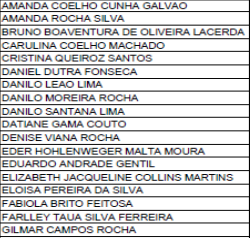 AMANDA COELHO CUNHA GALVAO
AMANDA ROCHA SILVA
BRUNO BOAVENTURA DE OLIVEIRA LACERDA
CARULINA COELHO MACHADO
CRISTINA QUEIROZ SANTOS
DANIEL DUTRA FONSECA
DANILO LEAO LIMA
DANILO MOREIRA ROCHA
DANILO SANTANA LIMA
DATIANE GAMA COUTO
DENISE VIANA ROCHA
EDER HOHLENWEGER MALTA MOURA
EDUARDO ANDRADE GENTIL
ELIZABETH JACQUELINE COLLINS MARTINS
ELOISA PEREIRA DA SILVA
FABIOLA BRITO FEITOSA
FARLLEY TAUA SILVA FERREIRA
GILMAR CAMPOS ROCHA